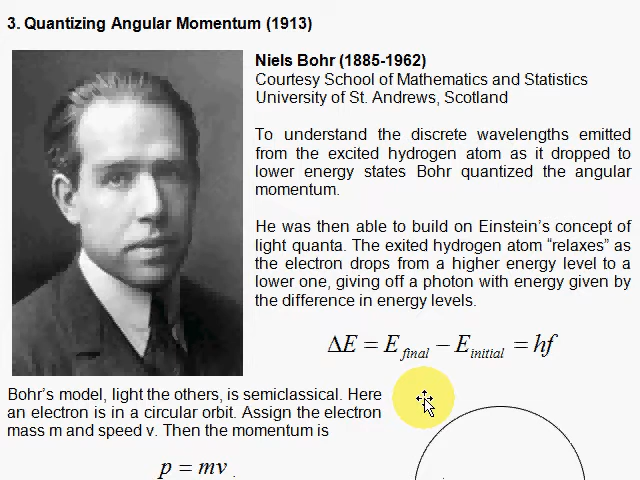 3. Quantizing Angular Momentum (1913)
Niels Bohr (1885-1962)
Courtesy School of Mathematics and Statistics
University of St. Andrews, Scotland
To understand the discrete wavelengths emitted
from the excited hydrogen atom as it dropped to
lower energy states Bohr quantized the angular
momentum.
He was then able to build on Einstein's concept of
light quanta. The exited hydrogen atom “relaxes” as
the electron drops from a higher energy level to a
lower one, giving off a photon with energy given by
the difference in energy levels.
ΔE = E final − E initial = hf
Bohr's model, light the others, is semiclassical. Here
an electron is in a circular orbit. Assign the electron
mass m and speed v. Then the momentum is
p = mv .